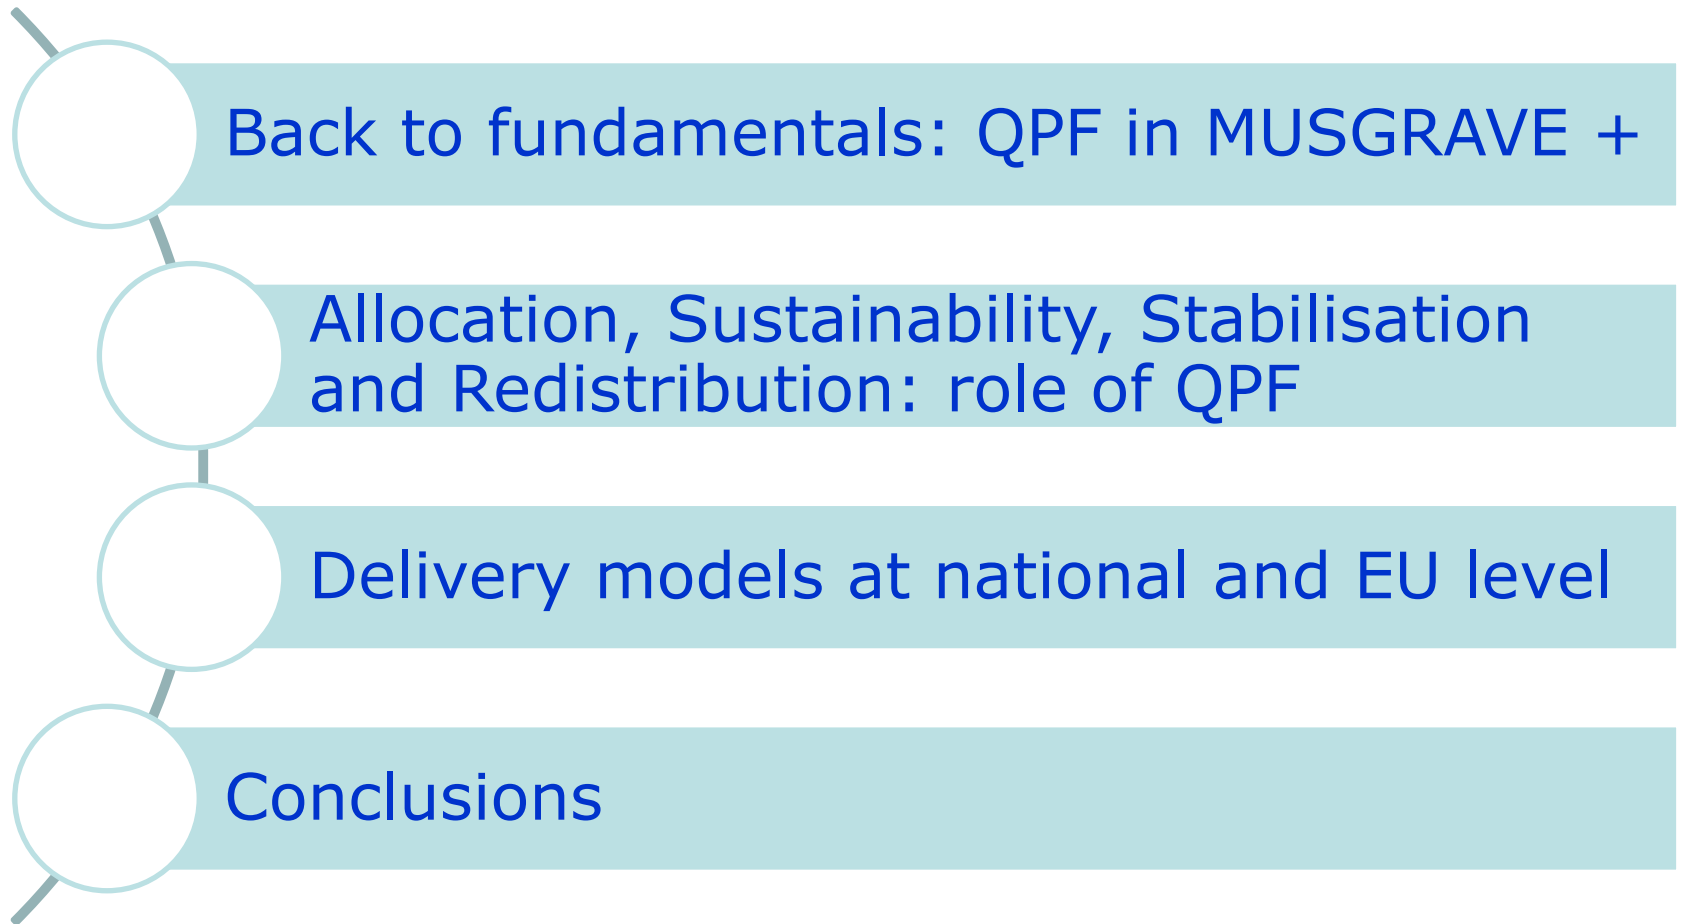 Back to fundamentals: QPF in MUSGRAVE +
Allocation, Sustainability, Stabilisation
and Redistribution: role of QPF
Delivery models at national and EU level
Conclusions